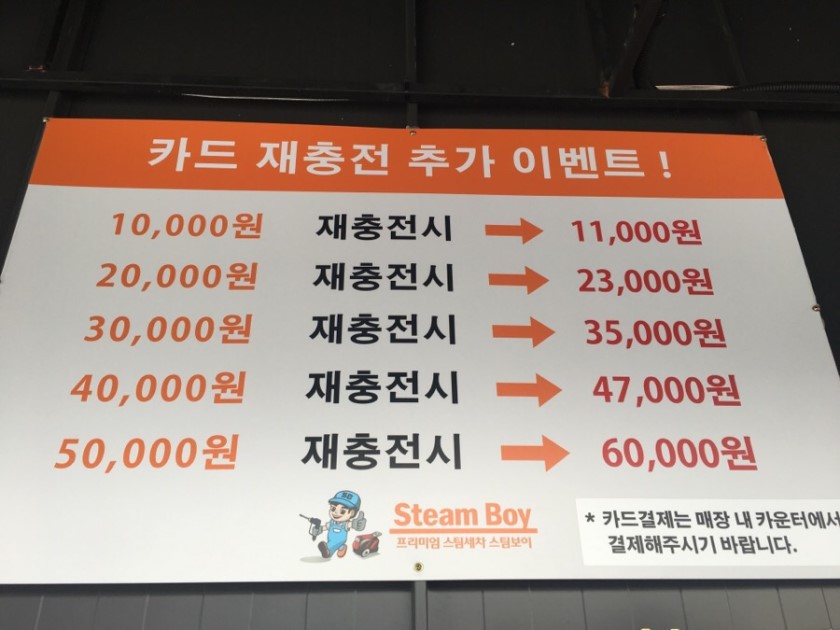 카드 재충전 추가 이벤트 !
10,000원 재충전시 → 11,000원
20,000원 재충전시 → 23,000원
30,000원 재충전시 → 35,000원
40,000원 재충전시 → 47,000원
50,000원 재충전시 → 60,000원
Steam Boy
프리미엄 스팀세차 스팀보이
* 카드결제는 매장 내 카운터에서
결제해주시기 바랍니다.